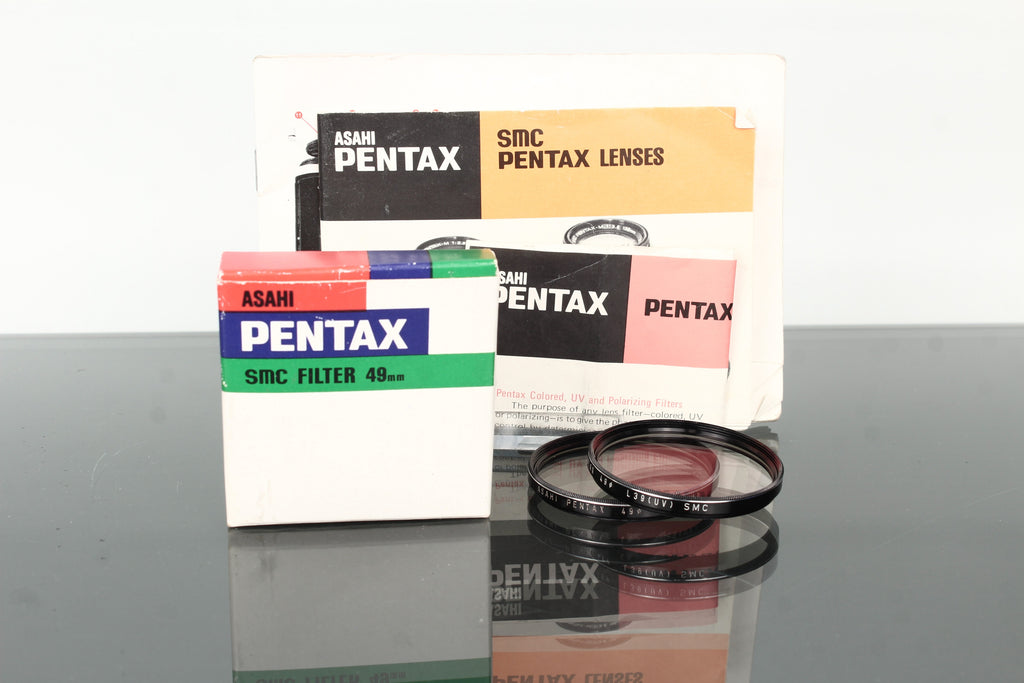 ASAHI
PENTAX
SMC
PENTAX LENSES
ASAHI
PENTAX
SMC FILTER 49mm
ASAHI
PENTAX
PENTAX
Pentax Colored, UV and Polarizing Filters
The purpose of any lens filter—colored, UV
or polarizing—is to give the
ASAHI PENTAX 49φ
49φ L39(UV) SMC